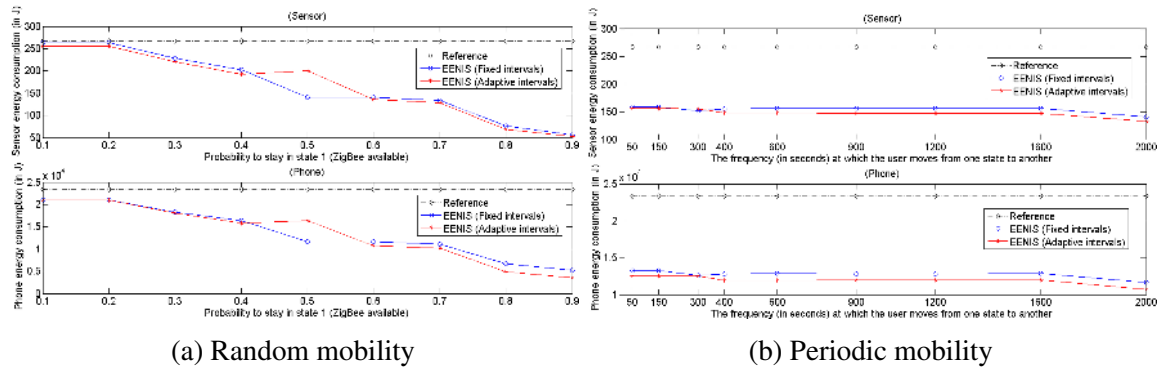 (Sensor)
Sensor energy consumption (in J)
300
250
200
150
100
50
Reference
EENIS (Fixed intervals)
EENIS (Adaptive intervals)
0.1 0.2 0.3 0.4 0.5 0.6 0.7 0.8 0.9
Probability to stay in state 1 (ZigBee available)
(Phone)
Phone energy consumption (in J)
2.5
2
1.5
1
0.5
0
Reference
EENIS (Fixed intervals)
EENIS (Adaptive intervals)
0.1 0.2 0.3 0.4 0.5 0.6 0.7 0.8 0.9
Probability to stay in state 1 (ZigBee available)
(a) Random mobility
(Sensor)
Sensor energy consumption (in J)
300
250
200
150
100
Reference
EENIS (Fixed intervals)
EENIS (Adaptive intervals)
50 150 300 400 600 900 1200 1600 2000
The frequency (in seconds) at which the user moves from one state to another
(Phone)
Phone energy consumption (in J)
2.5
2
1.5
1
Reference
EENIS (Fixed intervals)
EENIS (Adaptive intervals)
50 150 300 400 600 900 1200 1600 2000
The frequency (in seconds) at which the user moves from one state to another
(b) Periodic mobility